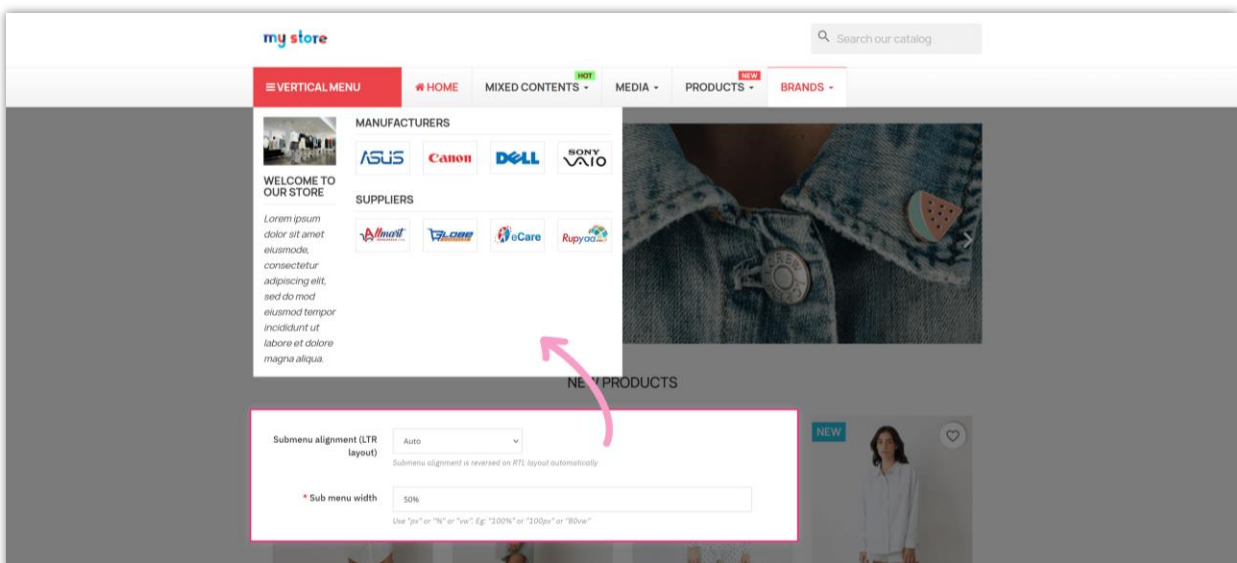 my store
Search our catalog
VERTICAL MENU
HOME
MIXED CONTENTS
HOT
MEDIA
PRODUCTS
NEW
BRANDS
WELCOME TO
OUR STORE
Lorem ipsum
dolor sit amet
eiusmode,
consectetur
adipiscing elit,
sed do mod
eiusmod tempor
incididunt ut
labore et dolore
magna aliqua.
MANUFACTURERS
ASUS
Canon
DELL
SONY
VAIO
SUPPLIERS
Allmart
GLOBE
eCare
Rupyaa
NEW PRODUCTS
Submenu alignment (LTR
layout)
Auto
Submenu alignment is reversed on RTL layout automatically
* Sub menu width
50%
Use "px" or "%" or "vw". Eg: "100%" or "100px" or "80vw"
NEW